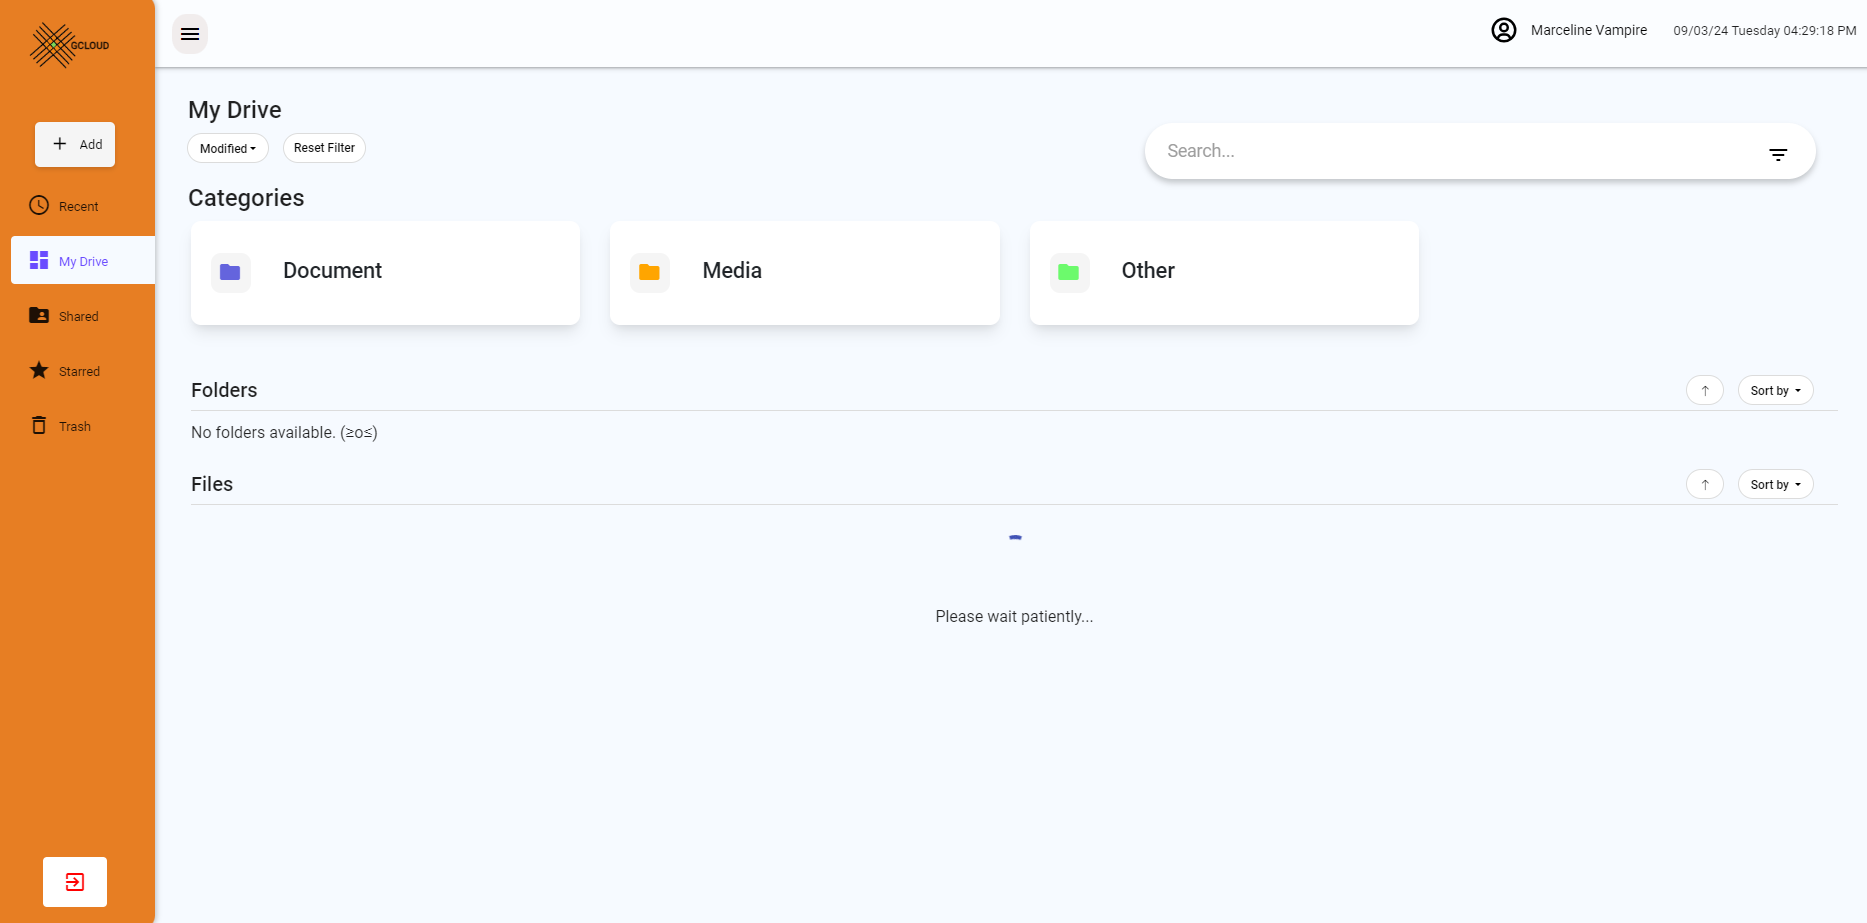 GCLOUD
Marceline Vampire
09/03/24 Tuesday 04:29:18 PM
Add
Recent
My Drive
Shared
Starred
Trash
My Drive
Modified
Reset Filter
Search...
Categories
Document
Media
Other
Folders
Sort by
No folders available. (≥o≤)
Files
Sort by
Please wait patiently...